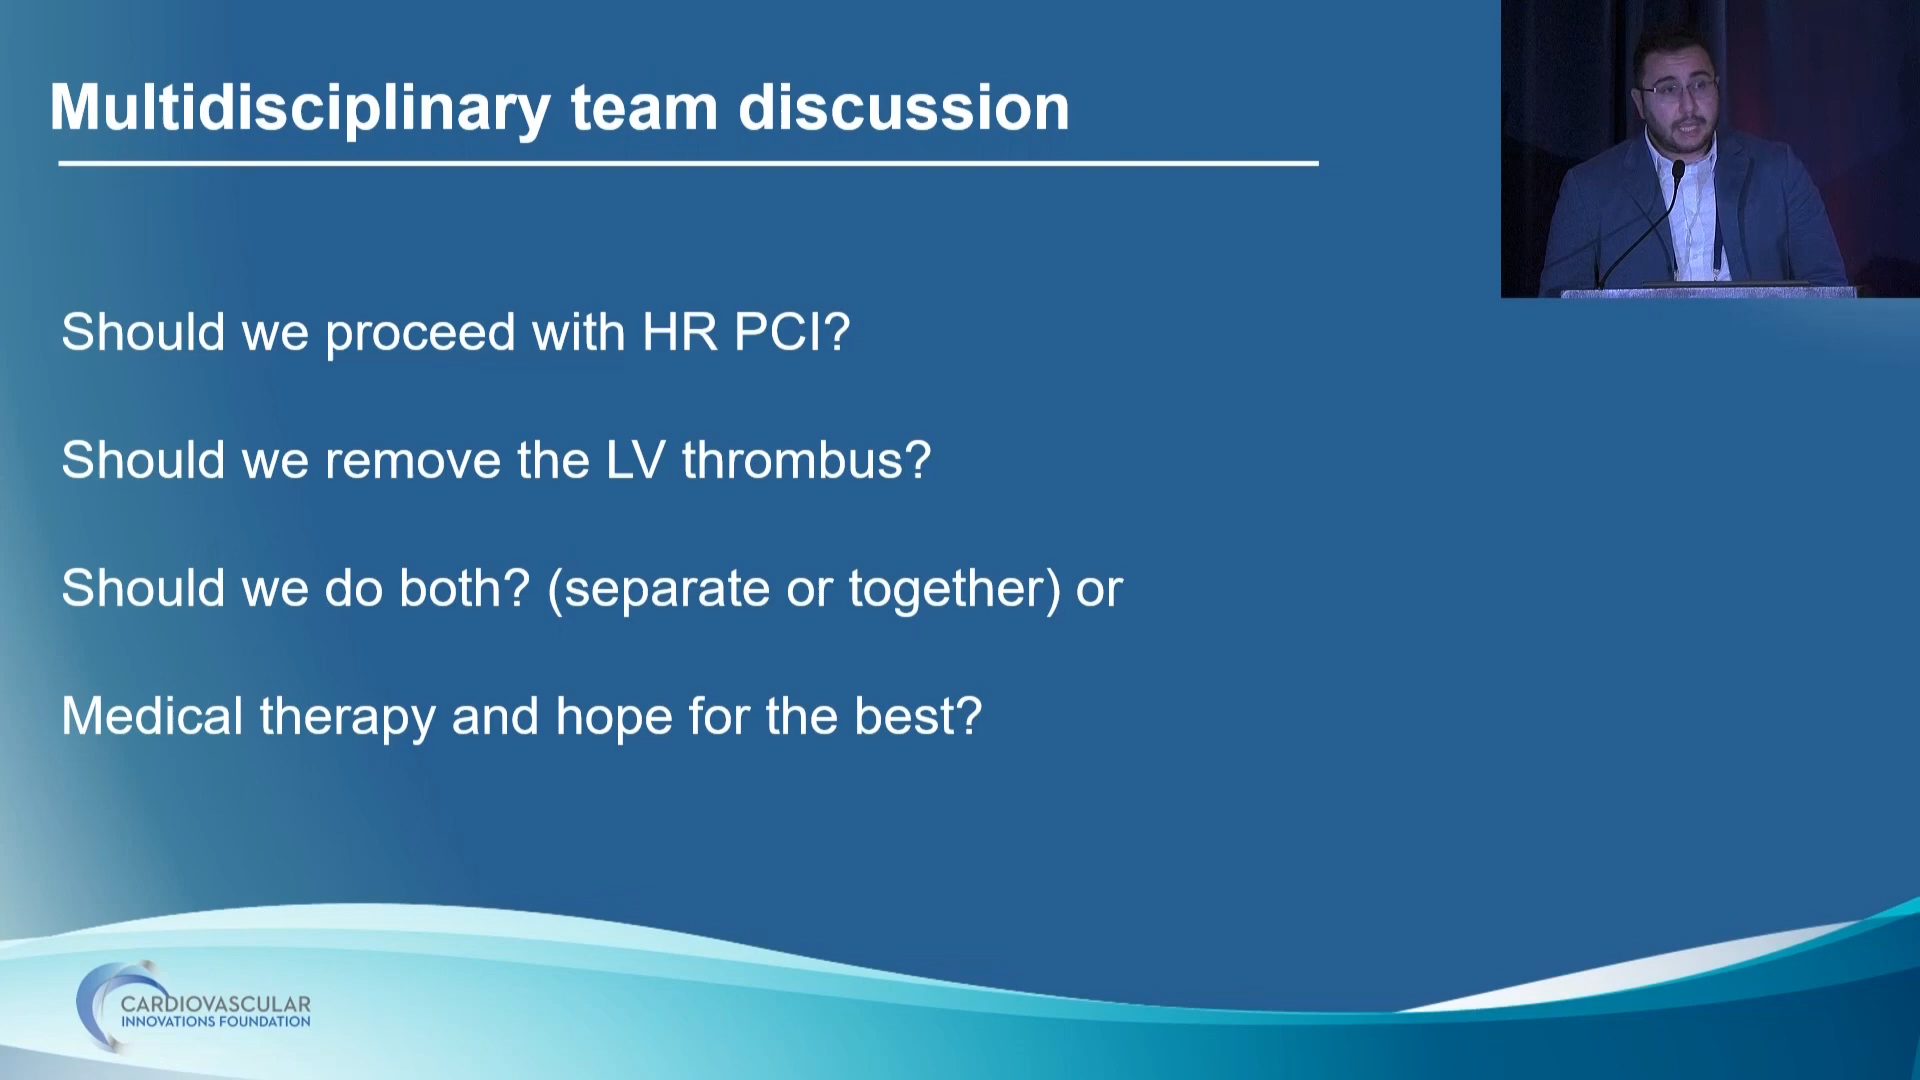 Multidisciplinary team discussion
Should we proceed with HR PCI?
Should we remove the LV thrombus?
Should we do both? (separate or together) or
Medical therapy and hope for the best?
CARDIOVASCULAR
INNOVATIONS FOUNDATION